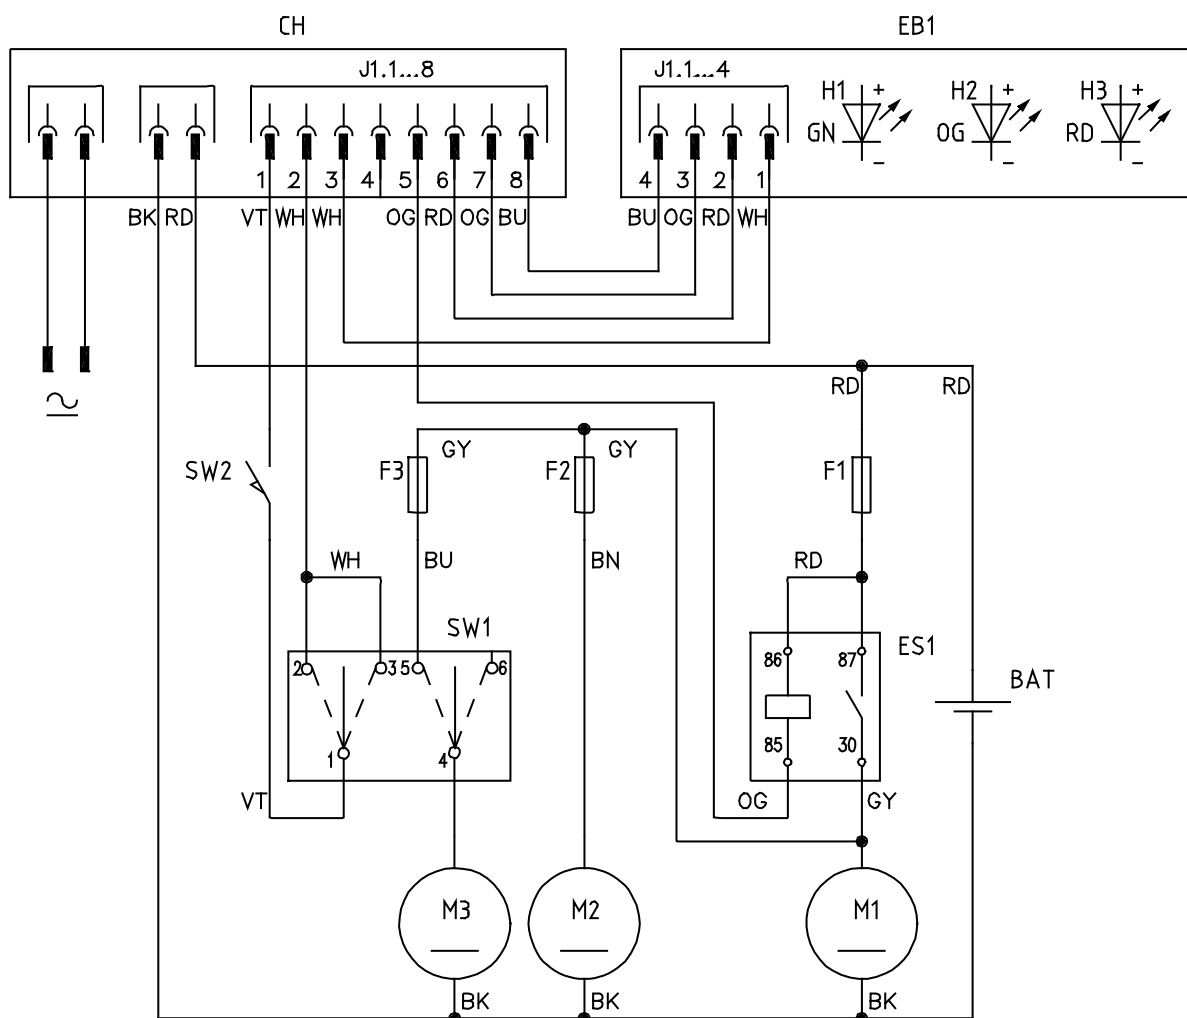 CH EB1
J1.1...8 J1.1...4
H1 + H2 + H3 +
GN OG RD
- - -
1 2 3 4 5 6 7 8 4 3 2 1
BK RD VT WH WH OG RD OG BU BU OG RD WH
RD RD
GY GY
SW2 F3 F2 F1
WH BU BN RD
SW1 ES1
2 3 5 6 86 87
BAT
1 4 85 30
VT OG GY
M3 M2 M1
BK BK BK